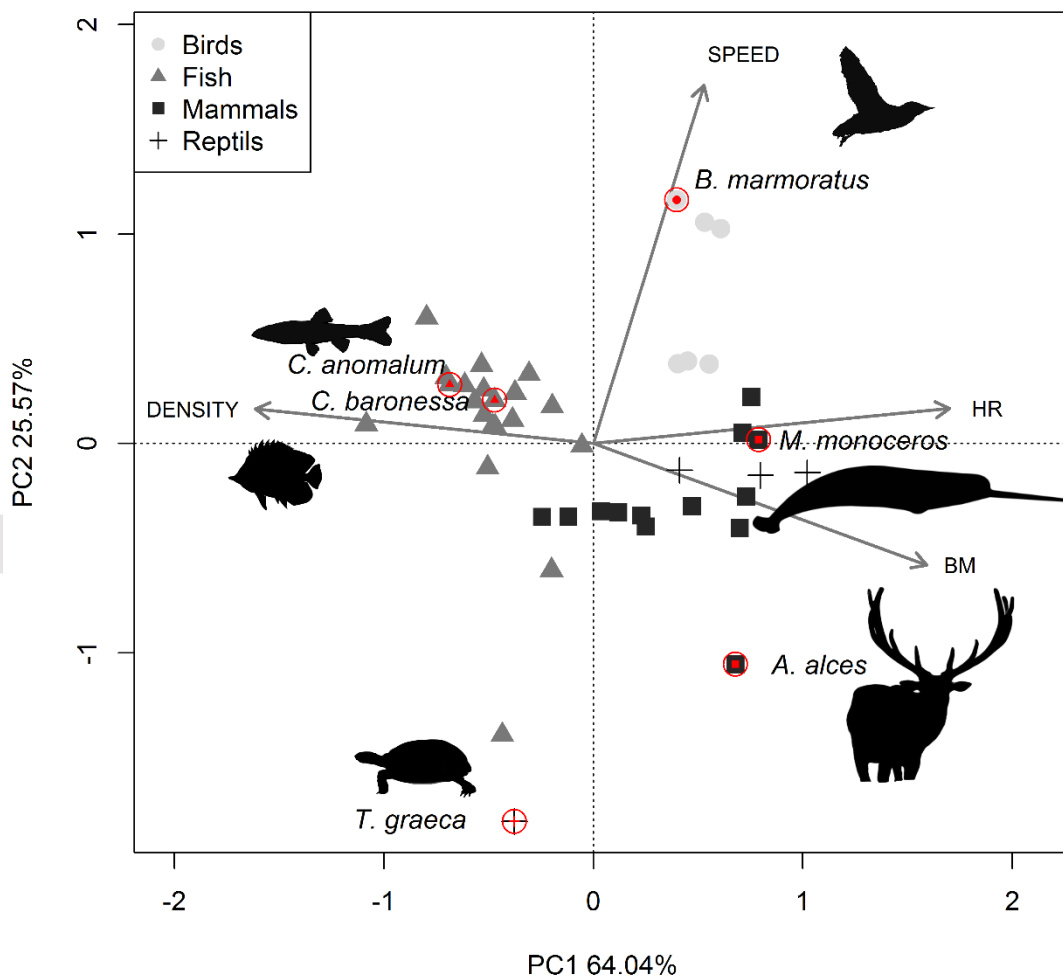 Birds
Fish
Mammals
Reptils
SPEED
B. marmoratus
C. anomalum
C. baronessa
DENSITY
HR
M. monoceros
BM
A. alces
T. graeca
2
1
0
-1
PC2 25.57%
-2
-1
0
1
2
PC1 64.04%